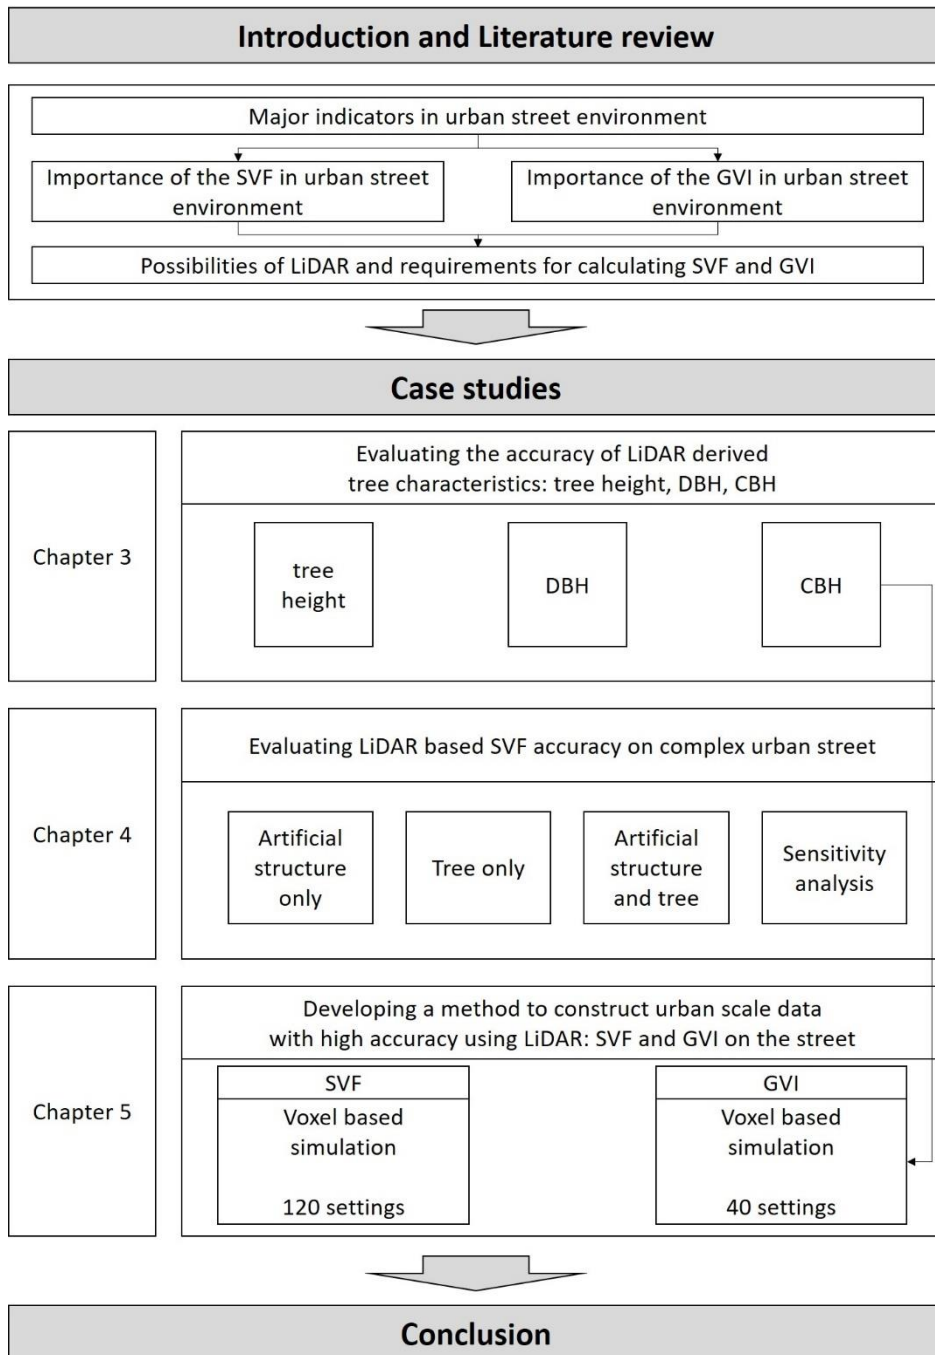 Introduction and Literature review
Major indicators in urban street environment
Importance of the SVF in urban street
environment
Importance of the GVI in urban street
environment
Possibilities of LiDAR and requirements for calculating SVF and GVI
Case studies
Chapter 3
Evaluating the accuracy of LiDAR derived
tree characteristics: tree height, DBH, CBH
tree
height
DBH
CBH
Chapter 4
Evaluating LiDAR based SVF accuracy on complex urban street
Artificial
structure
only
Tree only
Artificial
structure
and tree
Sensitivity
analysis
Chapter 5
Developing a method to construct urban scale data
with high accuracy using LiDAR: SVF and GVI on the street
SVF
Voxel based
simulation
120 settings
GVI
Voxel based
simulation
40 settings
Conclusion